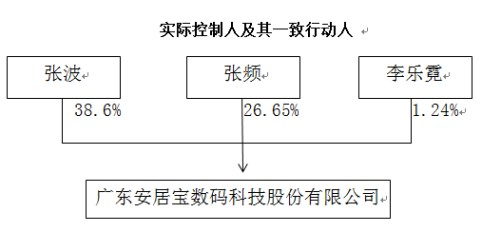 实际控制人及其一致行动人
张波 张频 李乐霓
38.6% 26.65% 1.24%
广东安居宝数码科技股份有限公司